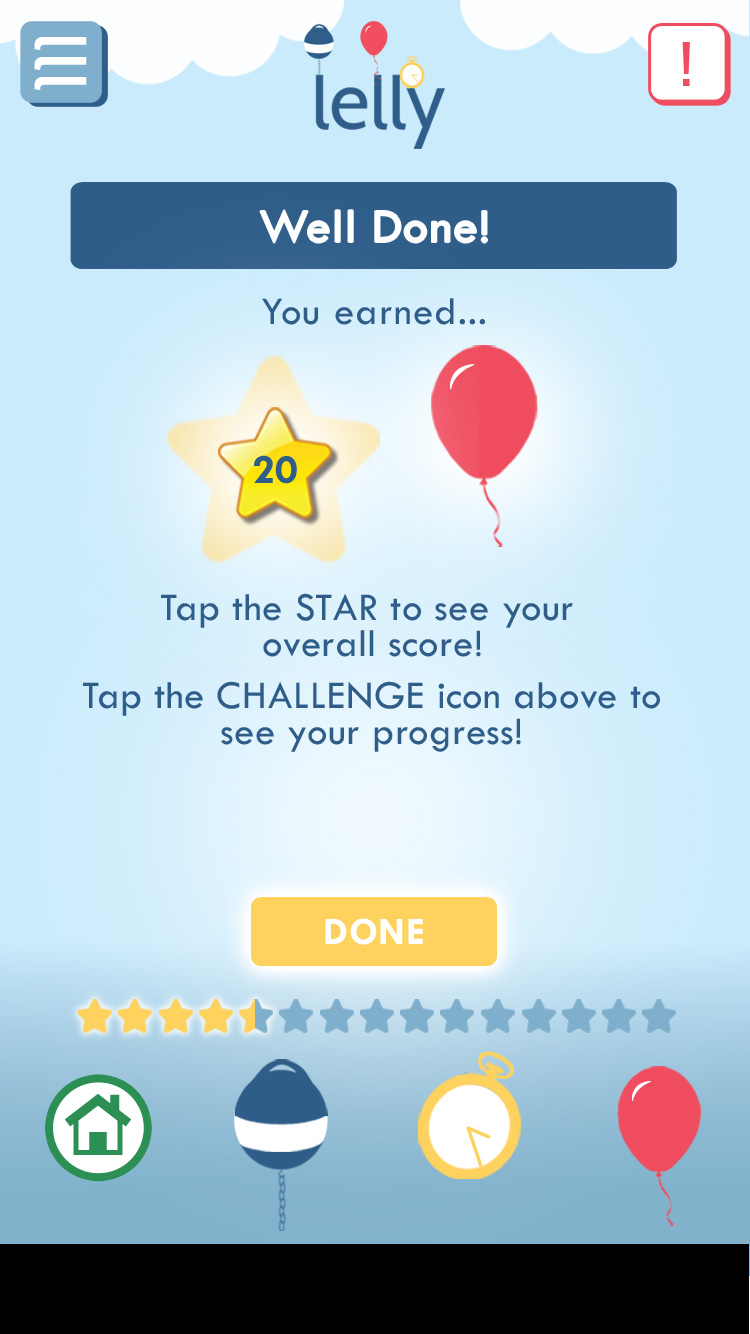 !
lelly
Well Done!
You earned...
20
Tap the STAR to see your
overall score!
Tap the CHALLENGE icon above to
see your progress!
DONE